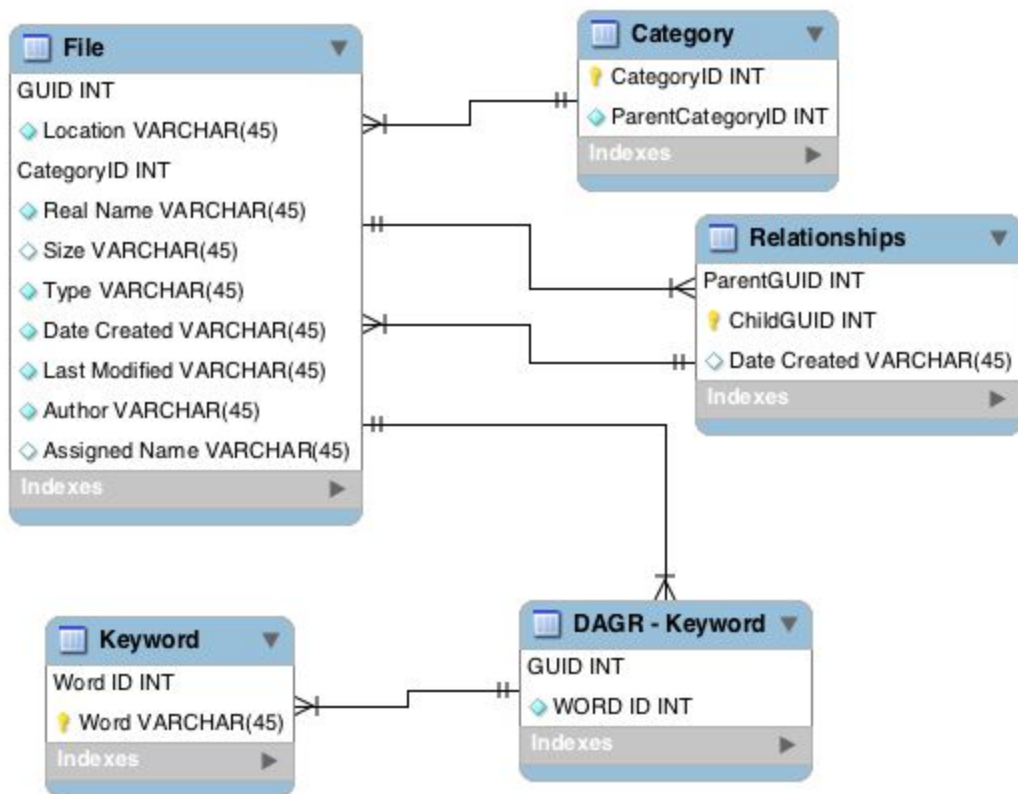 File
GUID INT
Location VARCHAR(45)
CategoryID INT
Real Name VARCHAR(45)
Size VARCHAR(45)
Type VARCHAR(45)
Date Created VARCHAR(45)
Last Modified VARCHAR(45)
Author VARCHAR(45)
Assigned Name VARCHAR(45)
Indexes
Category
CategoryID INT
ParentCategoryID INT
Indexes
Relationships
ParentGUID INT
ChildGUID INT
Date Created VARCHAR(45)
Indexes
Keyword
Word ID INT
Word VARCHAR(45)
Indexes
DAGR - Keyword
GUID INT
WORD ID INT
Indexes